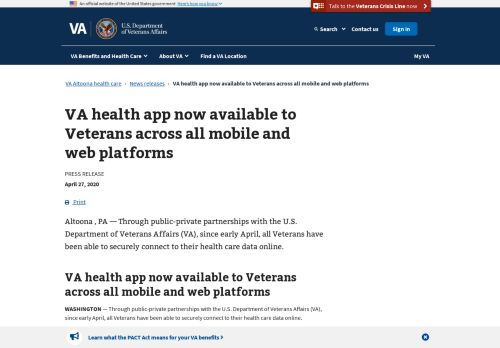 An official website of the United States government Here's how you know
Talk to the Veterans Crisis Line now
VA U.S. Department of Veterans Affairs
Search Contact us Sign in
VA Benefits and Health Care About VA Find a VA Location My VA
VA Altoona health care › News releases › VA health app now available to Veterans across all mobile and web platforms
VA health app now available to
Veterans across all mobile and
web platforms
PRESS RELEASE
April 27, 2020
Print
Altoona , PA — Through public-private partnerships with the U.S.
Department of Veterans Affairs (VA), since early April, all Veterans have
been able to securely connect to their health care data online.
VA health app now available to Veterans
across all mobile and web platforms
WASHINGTON — Through public-private partnerships with the U.S. Department of Veterans Affairs (VA),
since early April, all Veterans have been able to securely connect to their health care data online.
Learn what the PACT Act means for your VA benefits